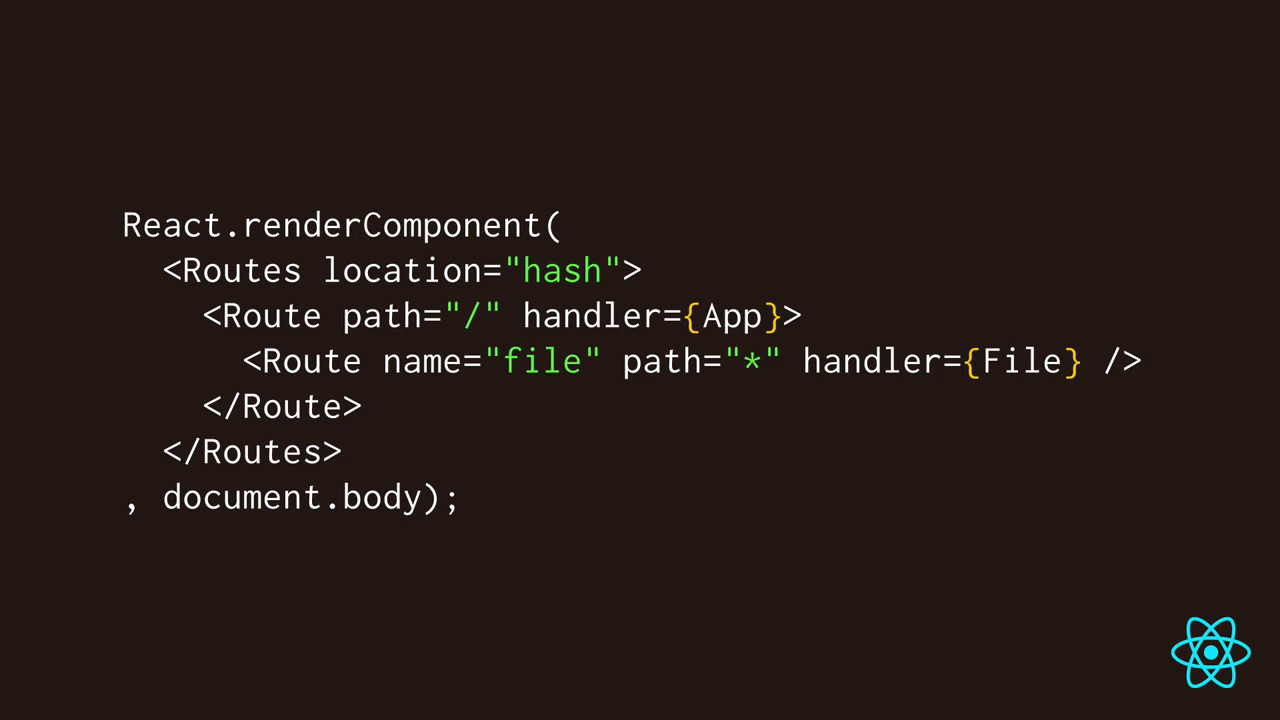 React.renderComponent(
  <Routes location="hash">
    <Route path="/" handler={App}>
      <Route name="file" path="*" handler={File} />
    </Route>
  </Routes>
, document.body);